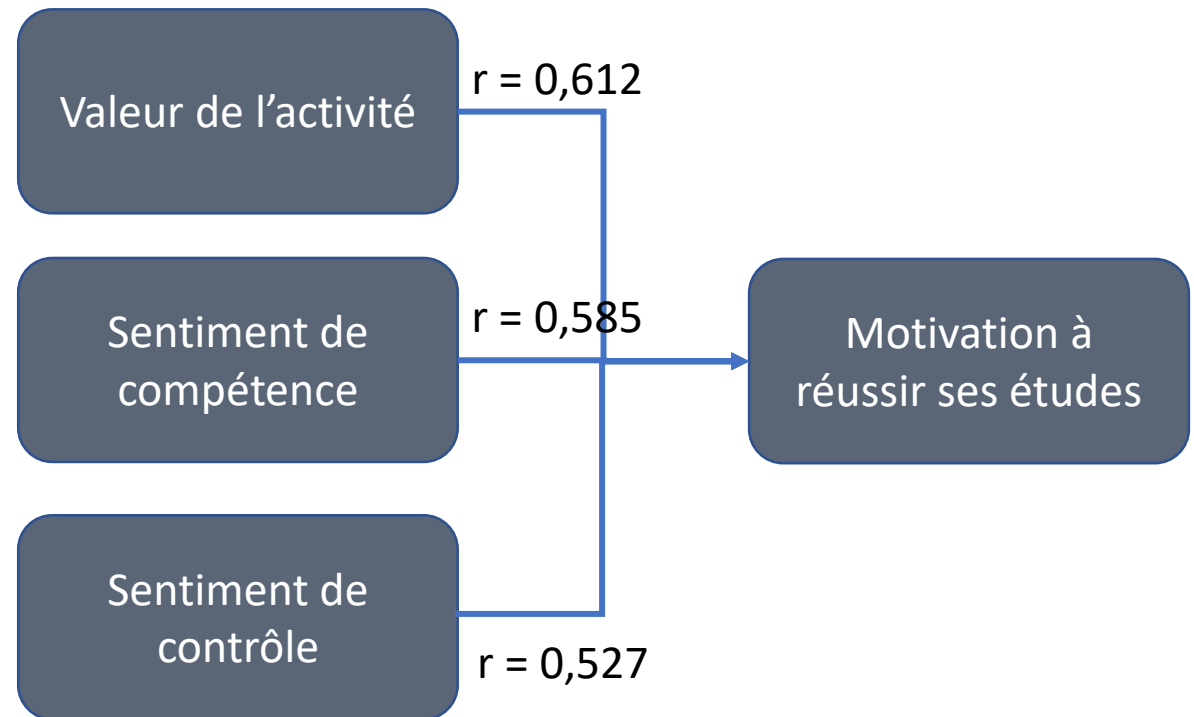 Valeur de l’activité
r = 0,612
Sentiment de
compétence
r = 0,585
Motivation à
réussir ses études
Sentiment de
contrôle
r = 0,527